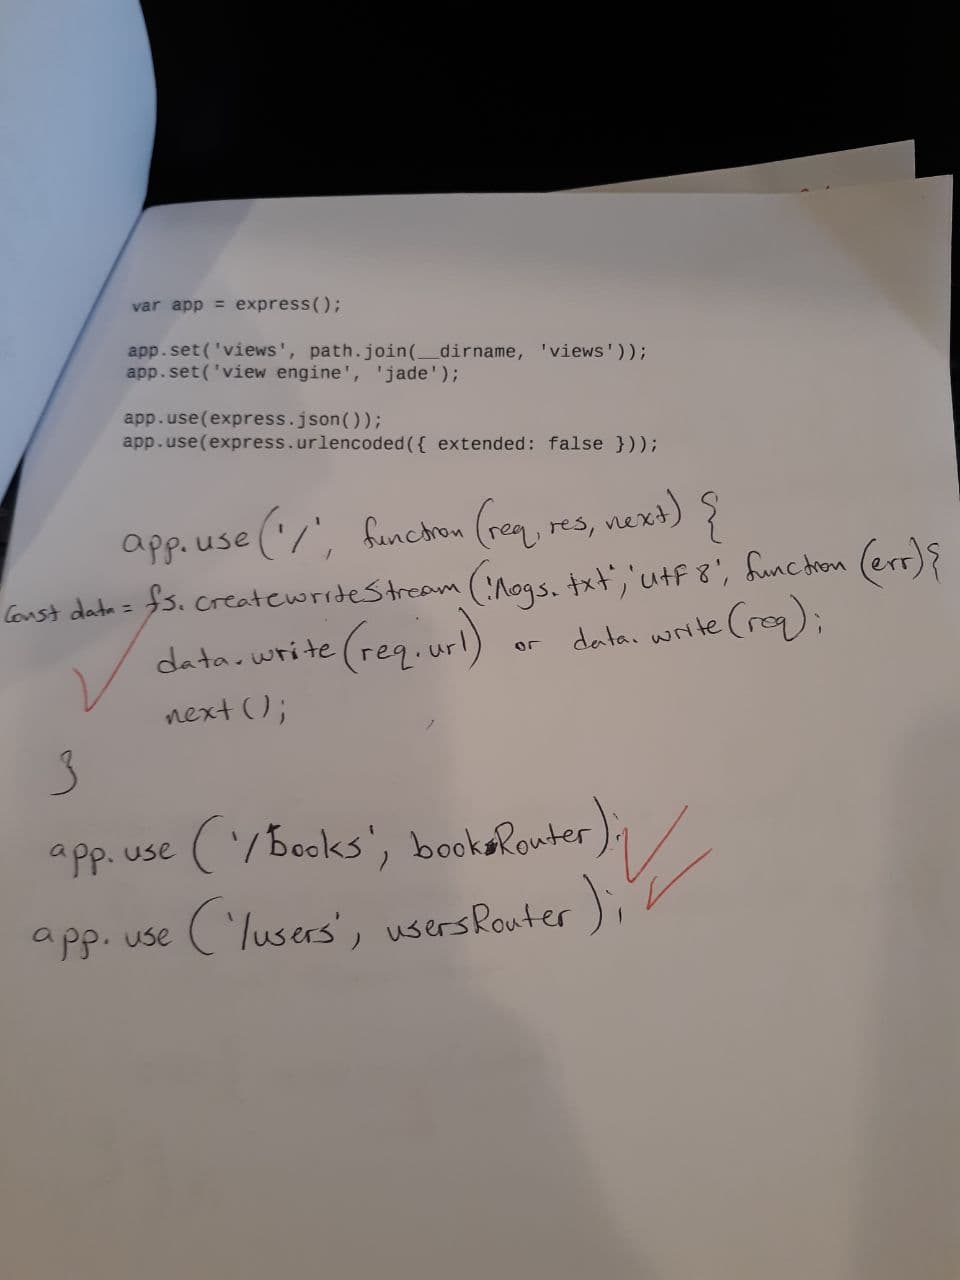 var app = express();
app.set('views', path.join(__dirname, 'views'));
app.set('view engine', 'jade');
app.use(express.json());
app.use(express.urlencoded({ extended: false }));
app.use('/', function (req, res, next) {
Const data = fs.createwriteStream('logs.txt', 'utf8', function (err){
data.write(req.url) or data.write(req);
next();
}
app.use('/books', booksRouter);
app.use('/users', usersRouter);